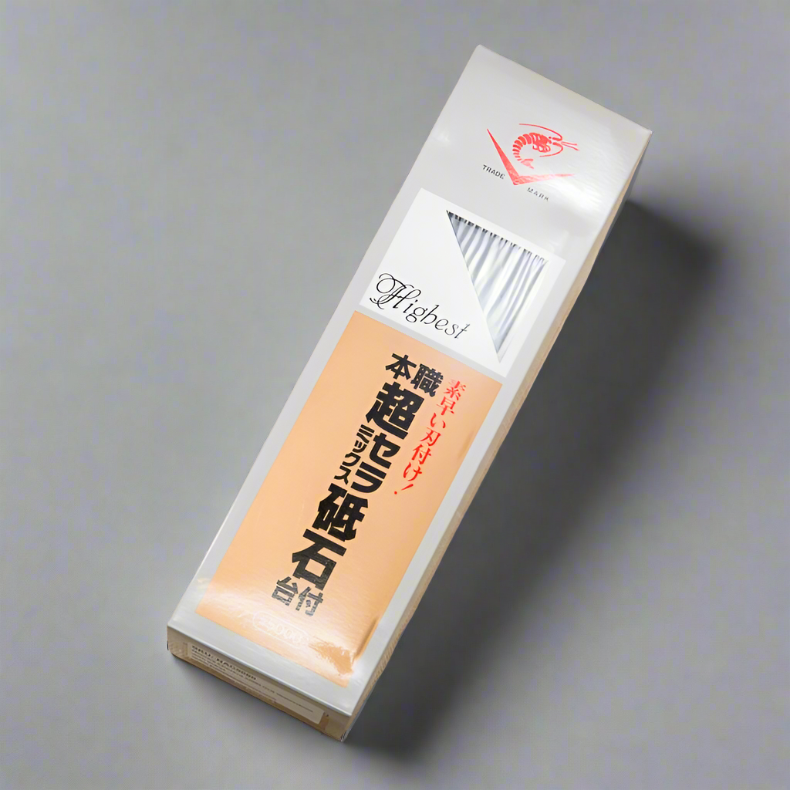 TRADE MARK
Highest
素早い刃付け!
本職
超セラミックス砥石
台付